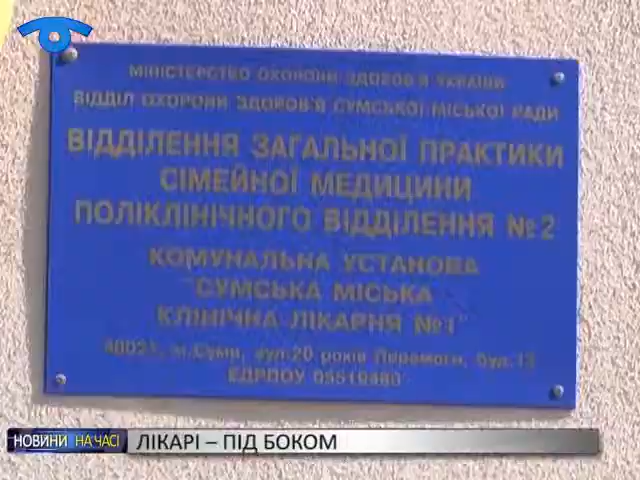 МІНІСТЕРСТВО ОХОРОНИ ЗДОРОВ'Я УКРАЇНИ
ВІДДІЛ ОХОРОНИ ЗДОРОВ'Я СУМСЬКОЇ МІСЬКОЇ РАДИ
ВІДДІЛЕННЯ ЗАГАЛЬНОЇ ПРАКТИКИ
СІМЕЙНОЇ МЕДИЦИНИ
ПОЛІКЛІНІЧНОГО ВІДДІЛЕННЯ №2
КОМУНАЛЬНА УСТАНОВА
"СУМСЬКА МІСЬКА
КЛІНІЧНА ЛІКАРНЯ №1"
м.Суми, вул.20 років Перемоги, буд.
ЄДРПОУ
НОВИНИ НА ЧАСІ
ЛІКАРІ – ПІД БОКОМ